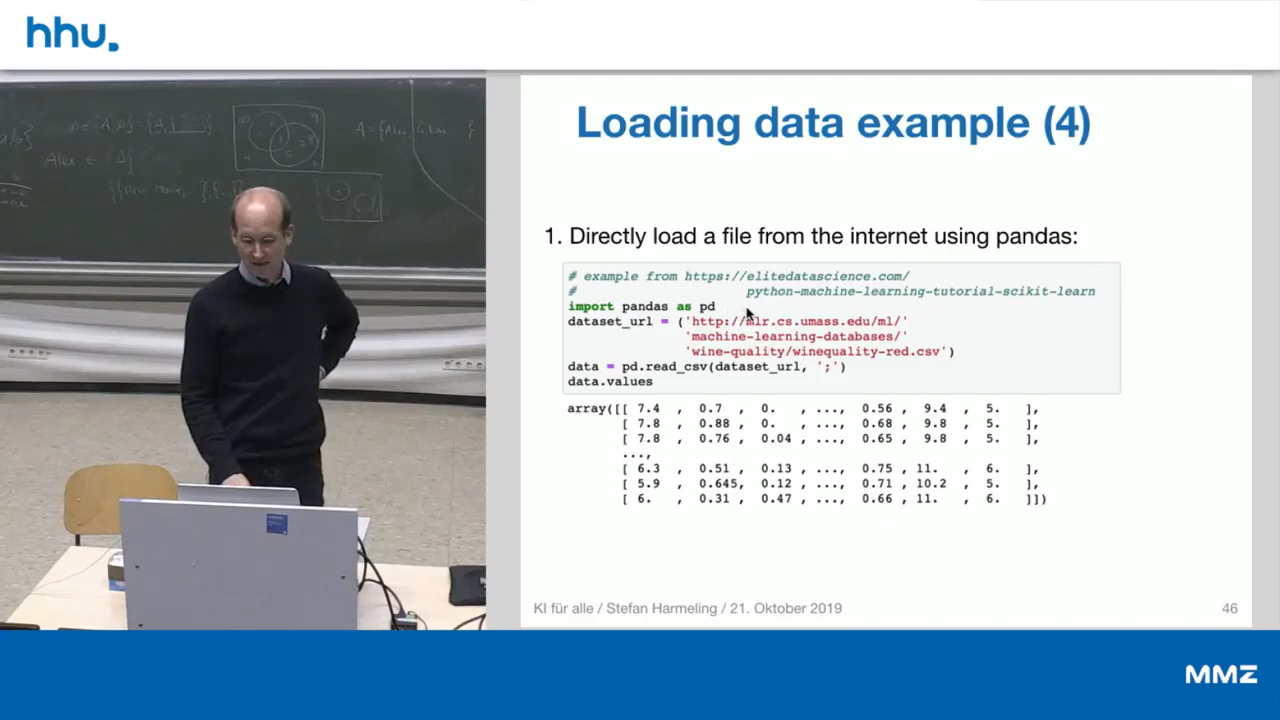 hhu.
Alex ∈
Loading data example (4)
1. Directly load a file from the internet using pandas:
# example from https://elitedatascience.com/
# python-machine-learning-tutorial-scikit-learn
import pandas as pd
dataset_url = ('http://mlr.cs.umass.edu/ml/'
'machine-learning-databases/'
'wine-quality/winequality-red.csv')
data = pd.read_csv(dataset_url, ';')
data.values
array([[ 7.4 , 0.7 , 0. , ..., 0.56 , 9.4 , 5. ],
[ 7.8 , 0.88 , 0. , ..., 0.68 , 9.8 , 5. ],
[ 7.8 , 0.76 , 0.04 , ..., 0.65 , 9.8 , 5. ],
...,
[ 6.3 , 0.51 , 0.13 , ..., 0.75 , 11. , 6. ],
[ 5.9 , 0.645, 0.12 , ..., 0.71 , 10.2 , 5. ],
[ 6. , 0.31 , 0.47 , ..., 0.66 , 11. , 6. ]])
KI für alle / Stefan Harmeling / 21. Oktober 2019
46
MMZ